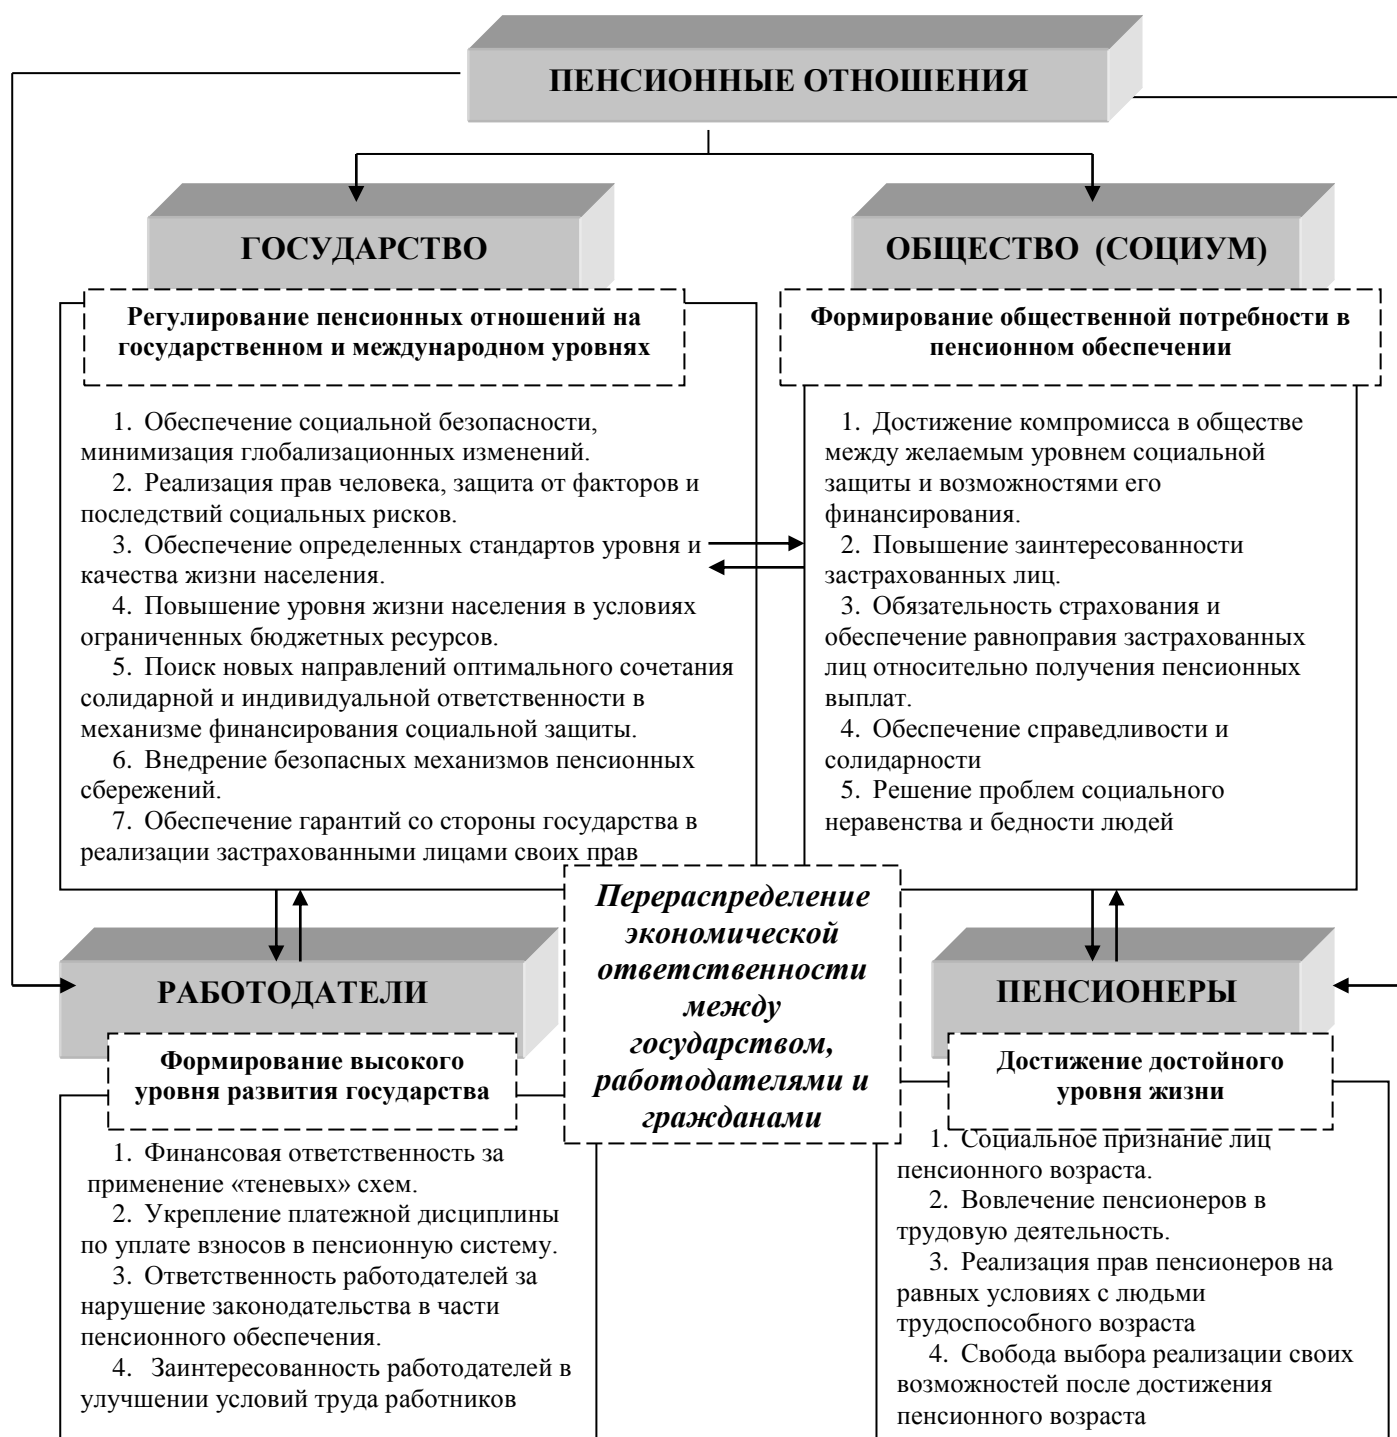 ПЕНСИОННЫЕ ОТНОШЕНИЯ
ГОСУДАРСТВО
Регулирование пенсионных отношений на
государственном и международном уровнях
1. Обеспечение социальной безопасности,
минимизация глобализационных изменений.
2. Реализация прав человека, защита от факторов и
последствий социальных рисков.
3. Обеспечение определенных стандартов уровня и
качества жизни населения.
4. Повышение уровня жизни населения в условиях
ограниченных бюджетных ресурсов.
5. Поиск новых направлений оптимального сочетания
солидарной и индивидуальной ответственности в
механизме финансирования социальной защиты.
6. Внедрение безопасных механизмов пенсионных
сбережений.
7. Обеспечение гарантий со стороны государства в
реализации застрахованными лицами своих прав
ОБЩЕСТВО (СОЦИУМ)
Формирование общественной потребности в
пенсионном обеспечении
1. Достижение компромисса в обществе
между желаемым уровнем социальной
защиты и возможностями его
финансирования.
2. Повышение заинтересованности
застрахованных лиц.
3. Обязательность страхования и
обеспечение равноправия застрахованных
лиц относительно получения пенсионных
выплат.
4. Обеспечение справедливости и
солидарности
5. Решение проблем социального
неравенства и бедности людей
Перераспределение
экономической
ответственности
между
государством,
работодателями и
гражданами
РАБОТОДАТЕЛИ
Формирование высокого
уровня развития государства
1. Финансовая ответственность за
применение «теневых» схем.
2. Укрепление платежной дисциплины
по уплате взносов в пенсионную систему.
3. Ответственность работодателей за
нарушение законодательства в части
пенсионного обеспечения.
4. Заинтересованность работодателей в
улучшении условий труда работников
ПЕНСИОНЕРЫ
Достижение достойного
уровня жизни
1. Социальное признание лиц
пенсионного возраста.
2. Вовлечение пенсионеров в
трудовую деятельность.
3. Реализация прав пенсионеров на
равных условиях с людьми
трудоспособного возраста
4. Свобода выбора реализации своих
возможностей после достижения
пенсионного возраста